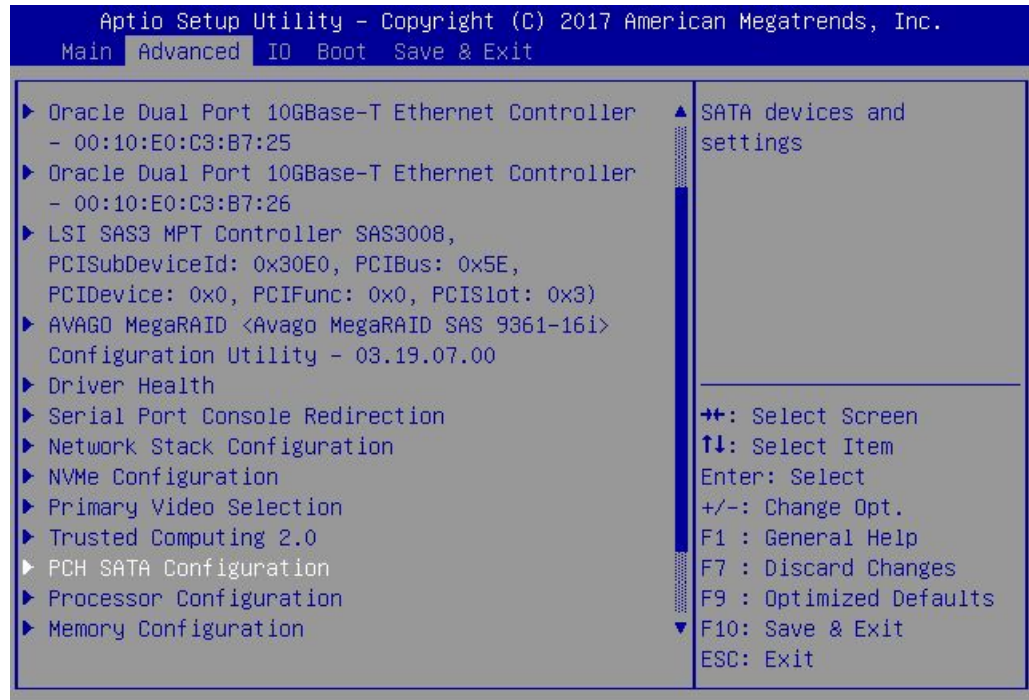 Aptio Setup Utility – Copyright (C) 2017 American Megatrends, Inc.
Main Advanced IO Boot Save & Exit
▶ Oracle Dual Port 10GBase-T Ethernet Controller
– 00:10:E0:C3:B7:25
▶ Oracle Dual Port 10GBase-T Ethernet Controller
– 00:10:E0:C3:B7:26
▶ LSI SAS3 MPT Controller SAS3008,
PCISubDeviceId: 0x30E0, PCIBus: 0x5E,
PCIDevice: 0x0, PCIFunc: 0x0, PCISlot: 0x3)
▶ AVAGO MegaRAID <Avago MegaRAID SAS 9361-16i>
Configuration Utility – 03.19.07.00
▶ Driver Health
▶ Serial Port Console Redirection
▶ Network Stack Configuration
▶ NVMe Configuration
▶ Primary Video Selection
▶ Trusted Computing 2.0
▶ PCH SATA Configuration
▶ Processor Configuration
▶ Memory Configuration
SATA devices and
settings
→←: Select Screen
↑↓: Select Item
Enter: Select
+/-: Change Opt.
F1 : General Help
F7 : Discard Changes
F9 : Optimized Defaults
F10: Save & Exit
ESC: Exit